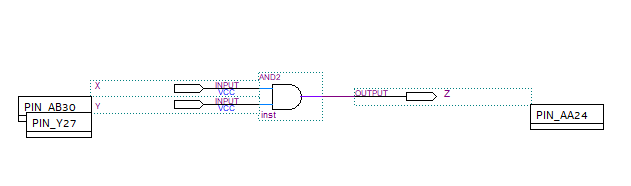 AND2
X
INPUT
VCC
OUTPUT
Z
PIN_AB30
Y
INPUT
VCC
PIN_Y27
inst
PIN_AA24